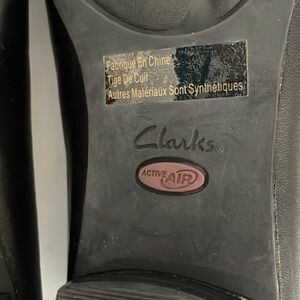 Fabriqué En Chine
Tige De Cuir
Autres Matériaux Sont Synthétiques
Clarks®
ACTIVE AIR